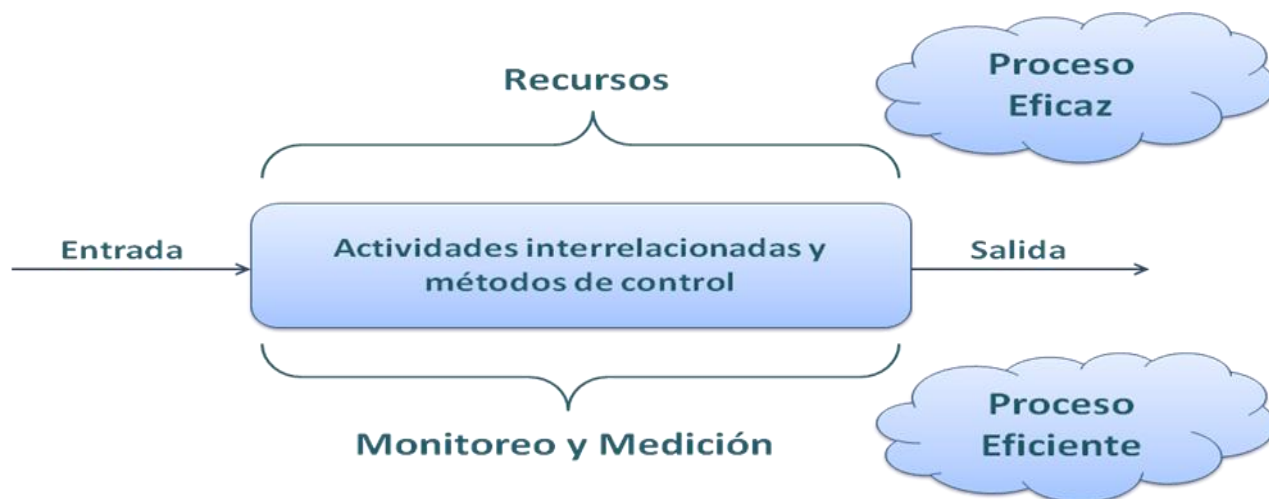 Recursos
Proceso
Eficaz
Entrada
Actividades interrelacionadas y
métodos de control
Salida
Monitoreo y Medición
Proceso
Eficiente